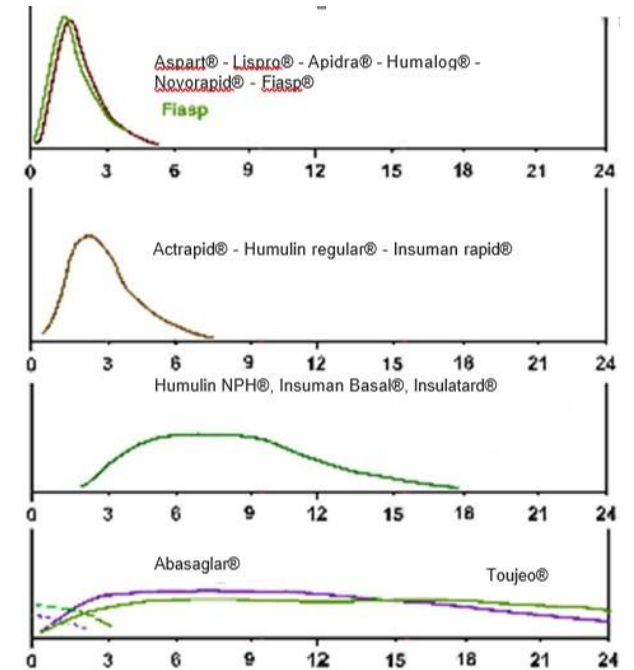 Aspart® - Lispro® - Apidra® - Humalog® -
Novorapid® - Fiasp®
Fiasp
0 3 6 9 12 15 18 21 24
Actrapid® - Humulin regular® - Insuman rapid®
0 3 6 9 12 15 18 21 24
Humulin NPH®, Insuman Basal®, Insulatard®
0 3 6 9 12 15 18 21 24
Abasaglar®
Toujeo®
0 3 6 9 12 15 18 21 24